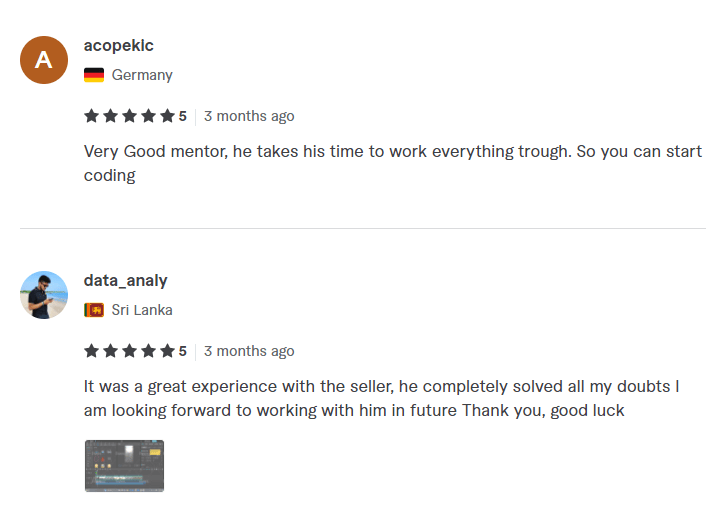 A
acopeklc
Germany
5
3 months ago
Very Good mentor, he takes his time to work everything trough. So you can start
coding
data_analy
Sri Lanka
5
3 months ago
It was a great experience with the seller, he completely solved all my doubts I
am looking forward to working with him in future Thank you, good luck